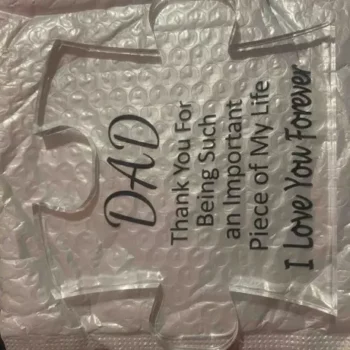 DAD
Thank You For
Being Such
an Important
Piece of My Life
I Love You Forever